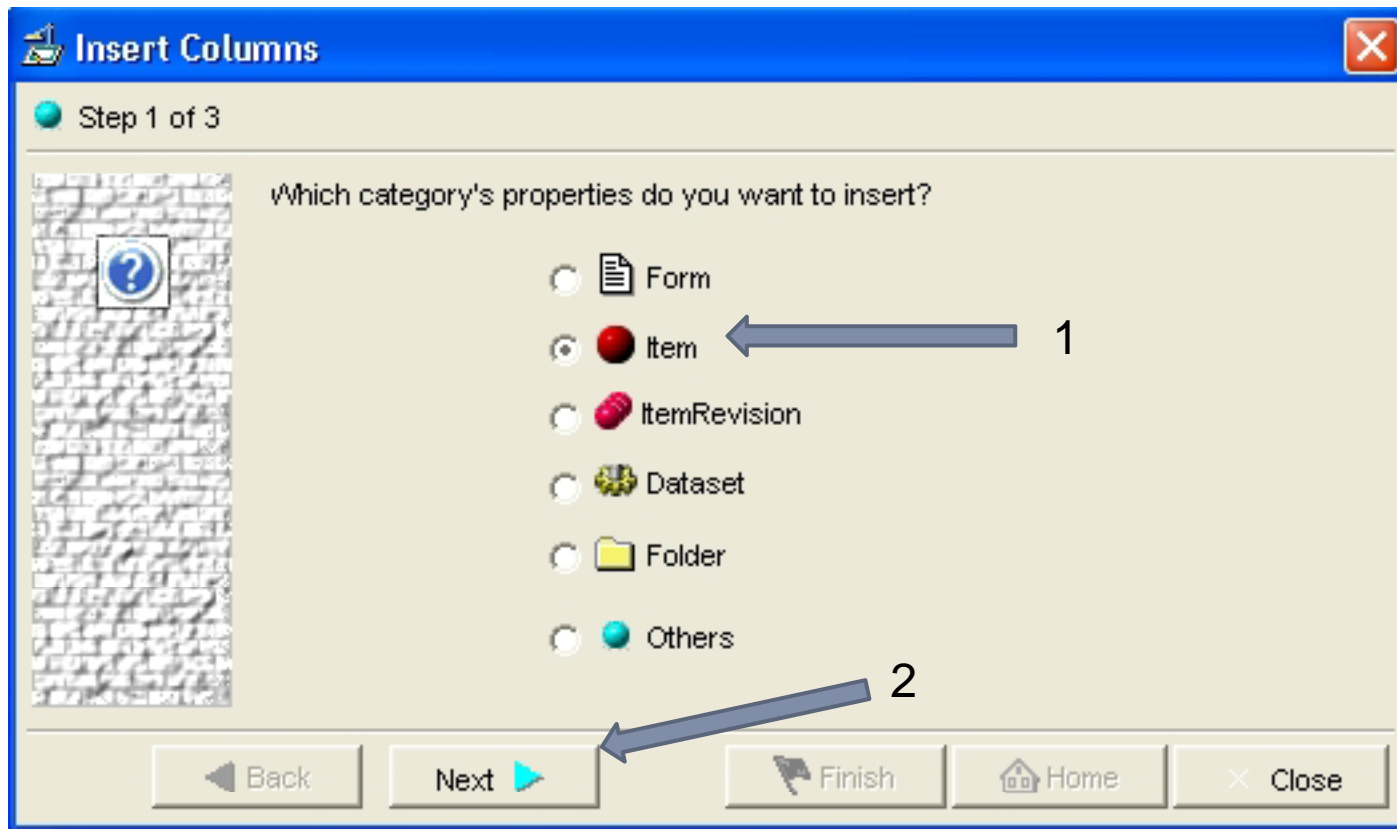 Insert Columns
Step 1 of 3
Which category's properties do you want to insert?
Form
Item
1
ItemRevision
Dataset
Folder
Others
2
Back Next Finish Home Close